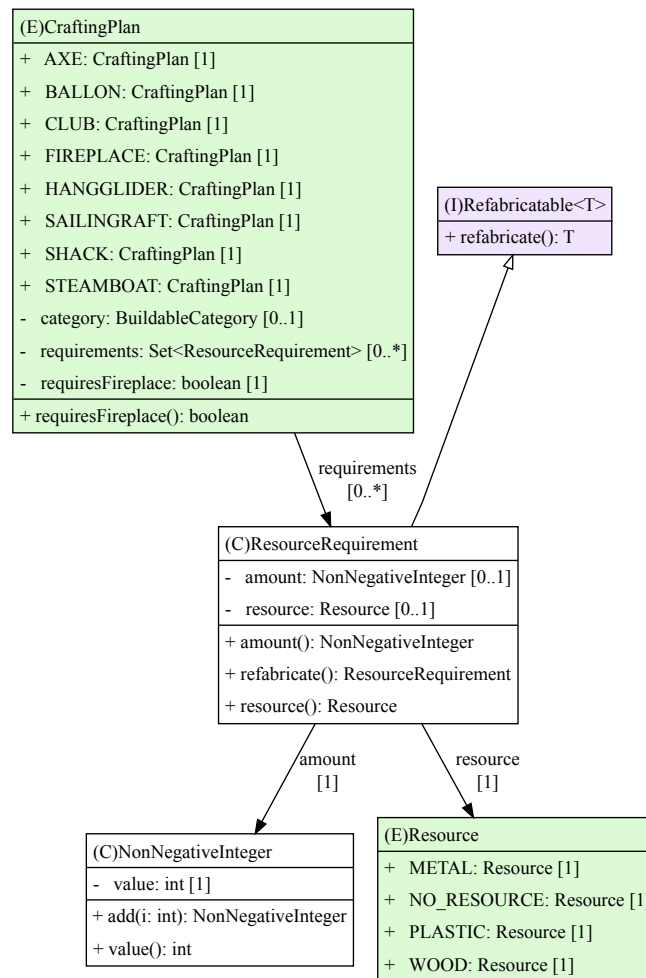 (E)CraftingPlan
+ AXE: CraftingPlan [1]
+ BALLON: CraftingPlan [1]
+ CLUB: CraftingPlan [1]
+ FIREPLACE: CraftingPlan [1]
+ HANGGLIDER: CraftingPlan [1]
+ SAILINGRAFT: CraftingPlan [1]
+ SHACK: CraftingPlan [1]
+ STEAMBOAT: CraftingPlan [1]
- category: BuildableCategory [0..1]
- requirements: Set<ResourceRequirement> [0..*]
- requiresFireplace: boolean [1]
+ requiresFireplace(): boolean
(I)Refabricatable<T>
+ refabricate(): T
requirements
[0..*]
(C)ResourceRequirement
- amount: NonNegativeInteger [0..1]
- resource: Resource [0..1]
+ amount(): NonNegativeInteger
+ refabricate(): ResourceRequirement
+ resource(): Resource
amount
[1]
resource
[1]
(C)NonNegativeInteger
- value: int [1]
+ add(i: int): NonNegativeInteger
+ value(): int
(E)Resource
+ METAL: Resource [1]
+ NO_RESOURCE: Resource [1]
+ PLASTIC: Resource [1]
+ WOOD: Resource [1]